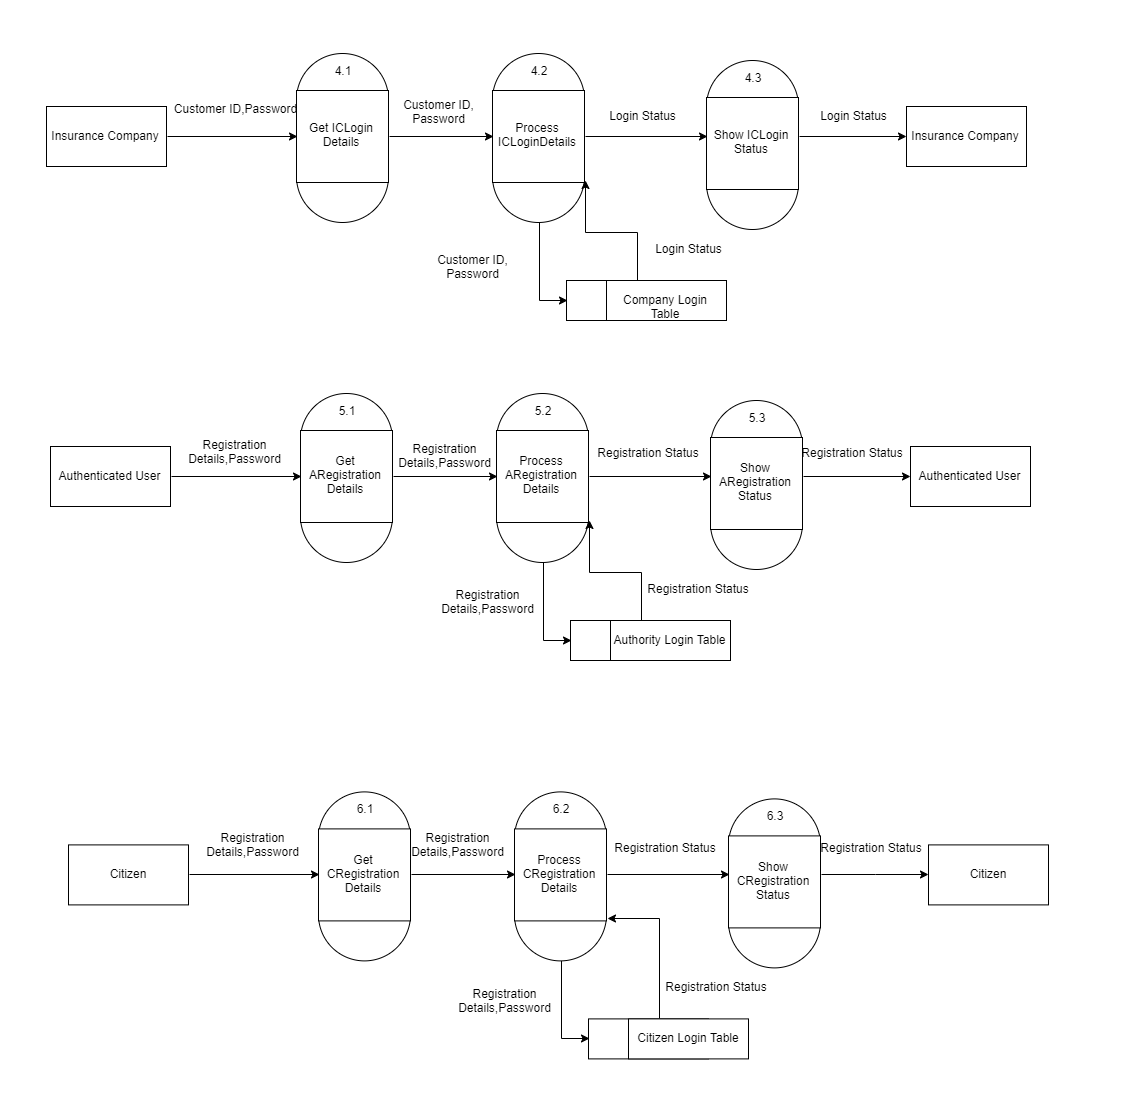 4.1
4.2
4.3
Customer ID,Password
Customer ID,
Password
Login Status
Login Status
Insurance Company
Get ICLogin
Details
Process
ICLoginDetails
Show ICLogin
Status
Insurance Company
Login Status
Customer ID,
Password
Company Login
Table
5.1
5.2
5.3
Registration
Details,Password
Registration
Details,Password
Registration Status
Registration Status
Authenticated User
Get
ARegistration
Details
Process
ARegistration
Details
Show
ARegistration
Status
Authenticated User
Registration
Details,Password
Registration Status
Authority Login Table
6.1
6.2
6.3
Registration
Details,Password
Registration
Details,Password
Registration Status
Registration Status
Citizen
Get
CRegistration
Details
Process
CRegistration
Details
Show
CRegistration
Status
Citizen
Registration
Details,Password
Registration Status
Citizen Login Table